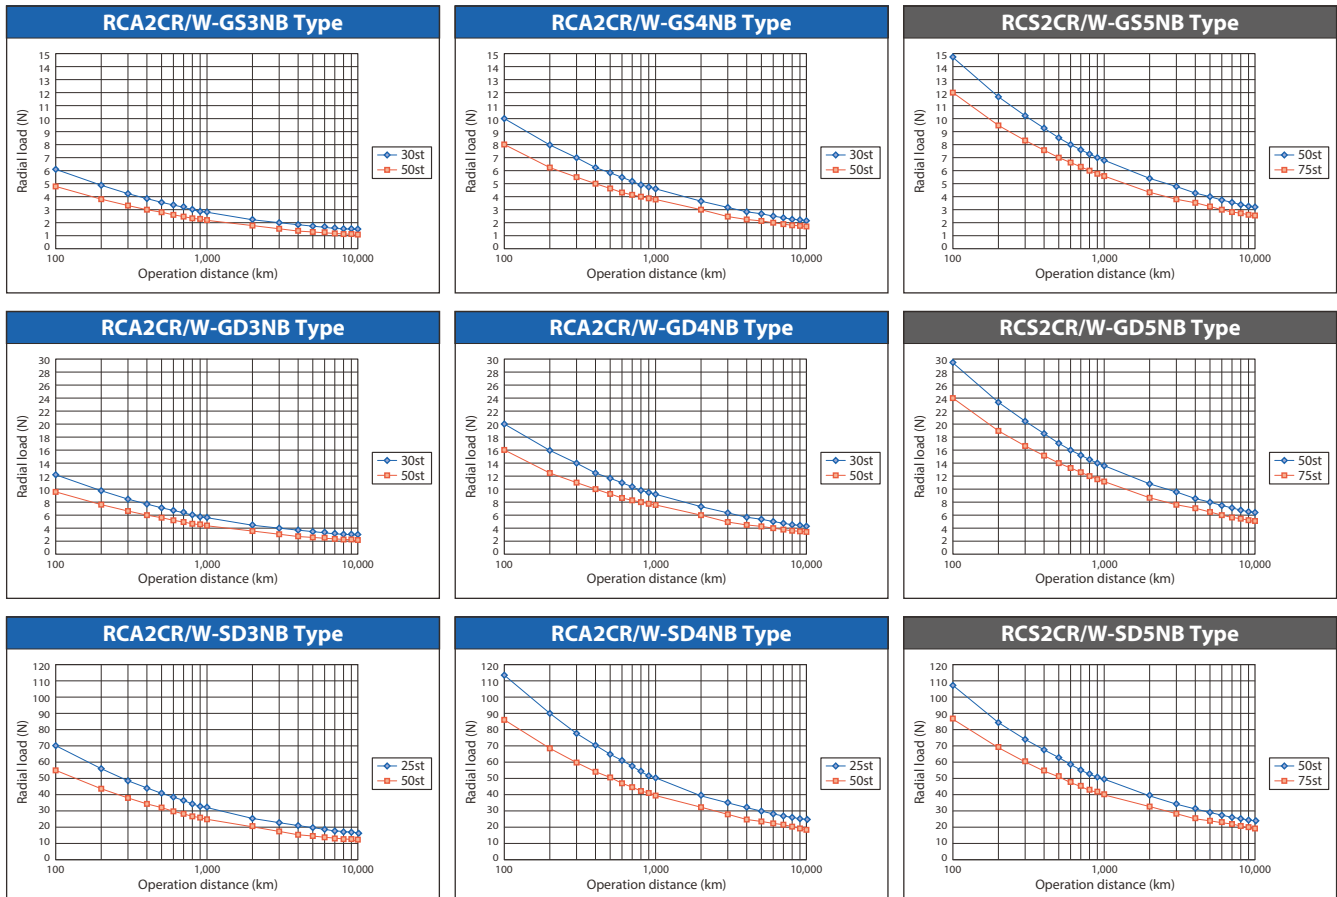 RCA2CR/W-GS3NB Type
Radial load (N)
15
14
13
12
11
10
9
8
7
6
5
4
3
2
1
0
100 1,000 10,000
Operation distance (km)
30st
50st
RCA2CR/W-GS4NB Type
Radial load (N)
15
14
13
12
11
10
9
8
7
6
5
4
3
2
1
0
100 1,000 10,000
Operation distance (km)
30st
50st
RCS2CR/W-GS5NB Type
Radial load (N)
15
14
13
12
11
10
9
8
7
6
5
4
3
2
1
0
100 1,000 10,000
Operation distance (km)
50st
75st
RCA2CR/W-GD3NB Type
Radial load (N)
30
28
26
24
22
20
18
16
14
12
10
8
6
4
2
0
100 1,000 10,000
Operation distance (km)
30st
50st
RCA2CR/W-GD4NB Type
Radial load (N)
30
28
26
24
22
20
18
16
14
12
10
8
6
4
2
0
100 1,000 10,000
Operation distance (km)
30st
50st
RCS2CR/W-GD5NB Type
Radial load (N)
30
28
26
24
22
20
18
16
14
12
10
8
6
4
2
0
100 1,000 10,000
Operation distance (km)
50st
75st
RCA2CR/W-SD3NB Type
Radial load (N)
120
110
100
90
80
70
60
50
40
30
20
10
0
100 1,000 10,000
Operation distance (km)
25st
50st
RCA2CR/W-SD4NB Type
Radial load (N)
120
110
100
90
80
70
60
50
40
30
20
10
0
100 1,000 10,000
Operation distance (km)
25st
50st
RCS2CR/W-SD5NB Type
Radial load (N)
120
110
100
90
80
70
60
50
40
30
20
10
0
100 1,000 10,000
Operation distance (km)
50st
75st